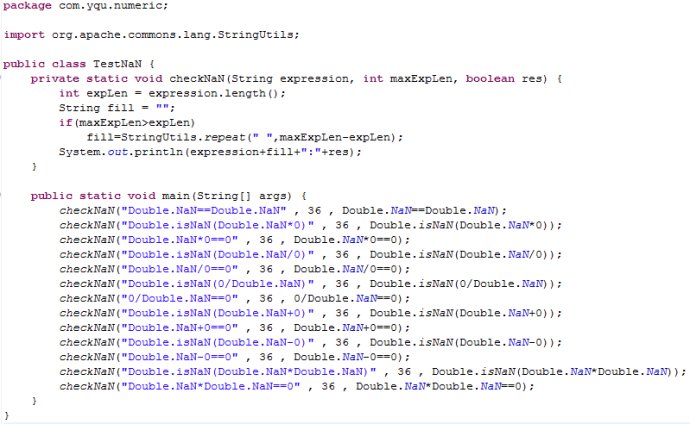 package com.yqu.numeric;
import org.apache.commons.lang.StringUtils;
public class TestNaN {
private static void checkNaN(String expression, int maxExpLen, boolean res) {
int expLen = expression.length();
String fill = "";
if(maxExpLen>expLen)
fill=StringUtils.repeat(" ",maxExpLen-expLen);
System.out.println(expression+fill+":"+res);
}
public static void main(String[] args) {
checkNaN("Double.NaN==Double.NaN" , 36 , Double.NaN==Double.NaN);
checkNaN("Double.isNaN(Double.NaN*0)" , 36 , Double.isNaN(Double.NaN*0));
checkNaN("Double.NaN*0==0" , 36 , Double.NaN*0==0);
checkNaN("Double.isNaN(Double.NaN/0)" , 36 , Double.isNaN(Double.NaN/0));
checkNaN("Double.NaN/0==0" , 36 , Double.NaN/0==0);
checkNaN("Double.isNaN(0/Double.NaN)" , 36 , Double.isNaN(0/Double.NaN));
checkNaN("0/Double.NaN==0" , 36 , 0/Double.NaN==0);
checkNaN("Double.isNaN(Double.NaN+0)" , 36 , Double.isNaN(Double.NaN+0));
checkNaN("Double.NaN+0==0" , 36 , Double.NaN+0==0);
checkNaN("Double.isNaN(Double.NaN-0)" , 36 , Double.isNaN(Double.NaN-0));
checkNaN("Double.NaN-0==0" , 36 , Double.NaN-0==0);
checkNaN("Double.isNaN(Double.NaN*Double.NaN)" , 36 , Double.isNaN(Double.NaN*Double.NaN));
checkNaN("Double.NaN*Double.NaN==0" , 36 , Double.NaN*Double.NaN==0);
}
}